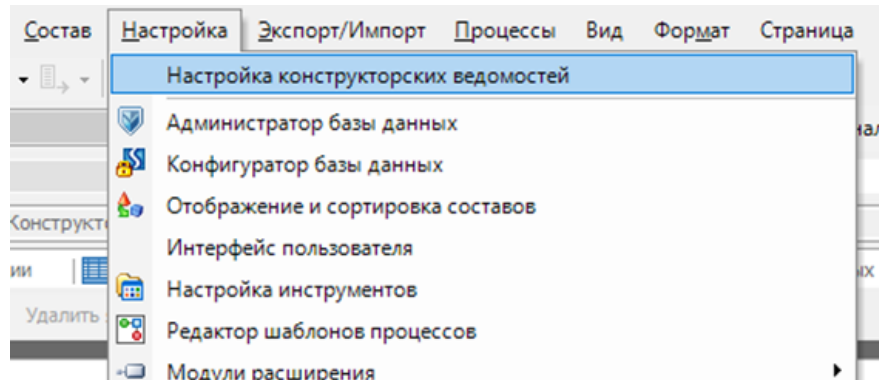 Состав Настройка Экспорт/Импорт Процессы Вид Формат Страница
Настройка конструкторских ведомостей
Администратор базы данных
Конфигуратор базы данных
Отображение и сортировка составов
Интерфейс пользователя
Настройка инструментов
Удалить
Редактор шаблонов процессов
Модули расширения